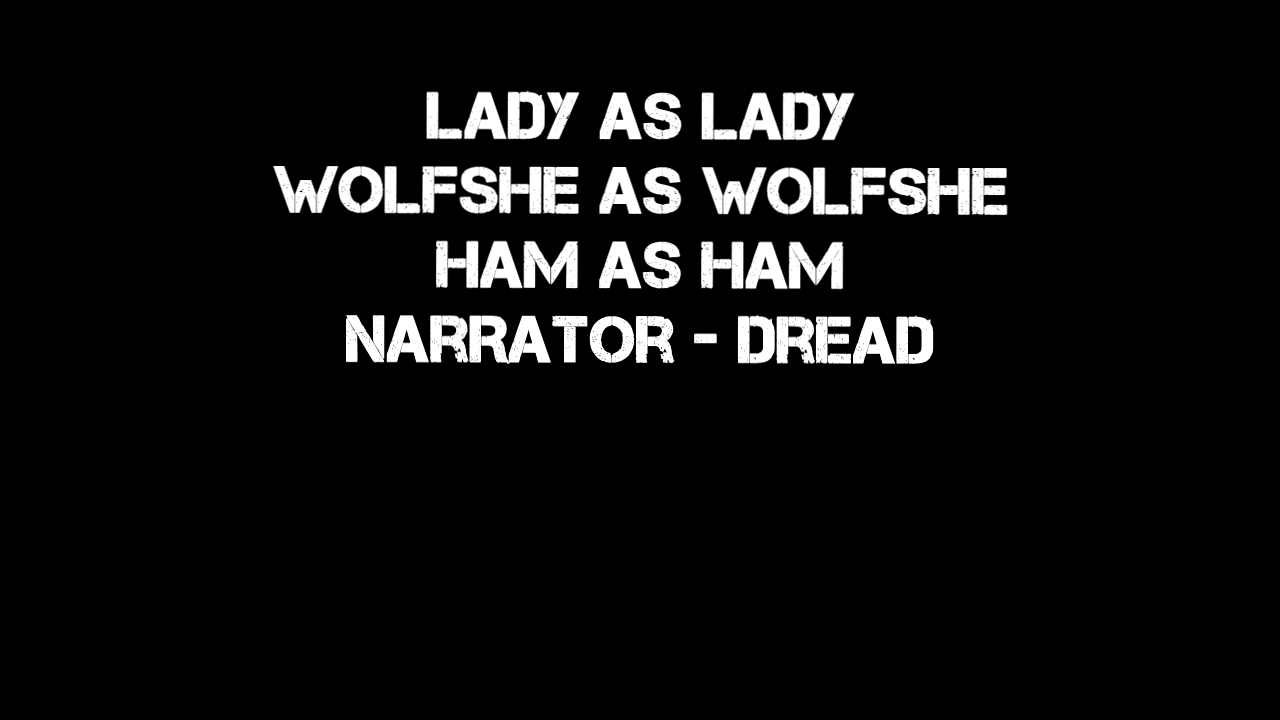 LADY AS LADY
WOLFSHE AS WOLFSHE
HAM AS HAM
NARRATOR - DREAD